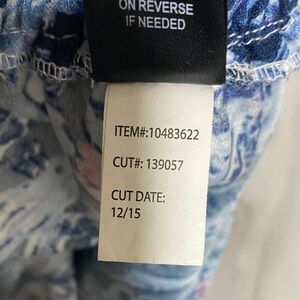 ON REVERSE
IF NEEDED
ITEM#:10483622
CUT#: 139057
CUT DATE:
12/15